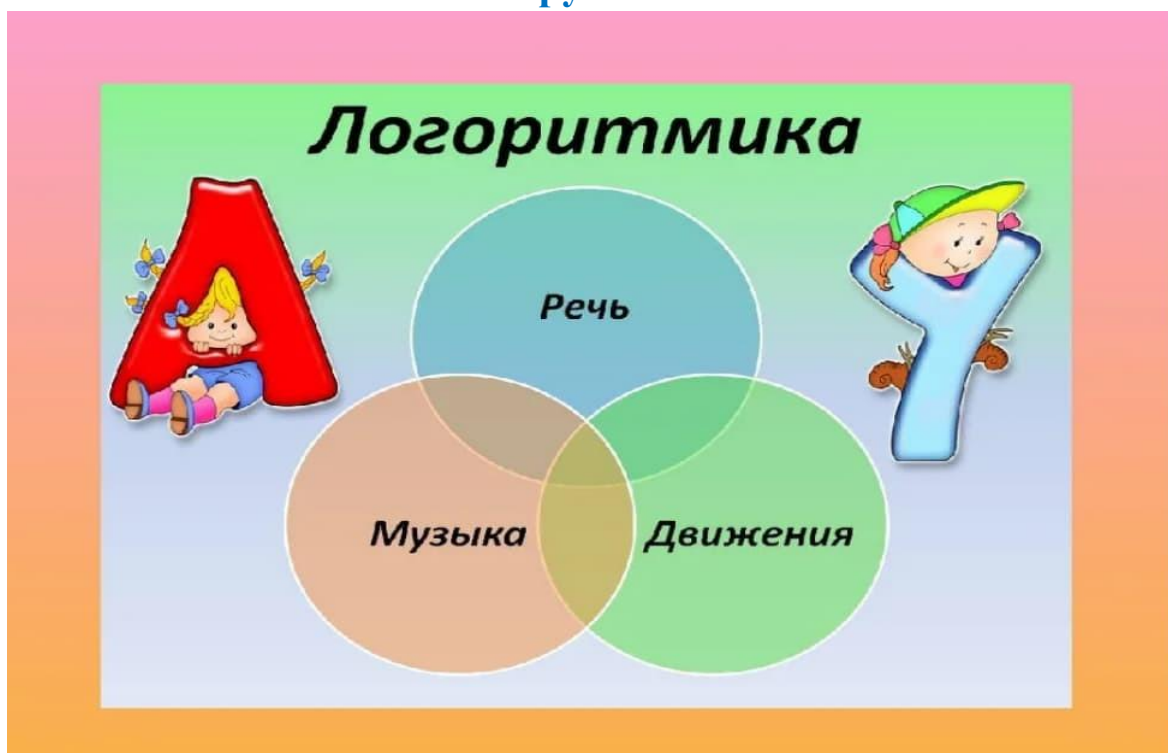 Логоритмика
А
У
Речь
Музыка
Движения